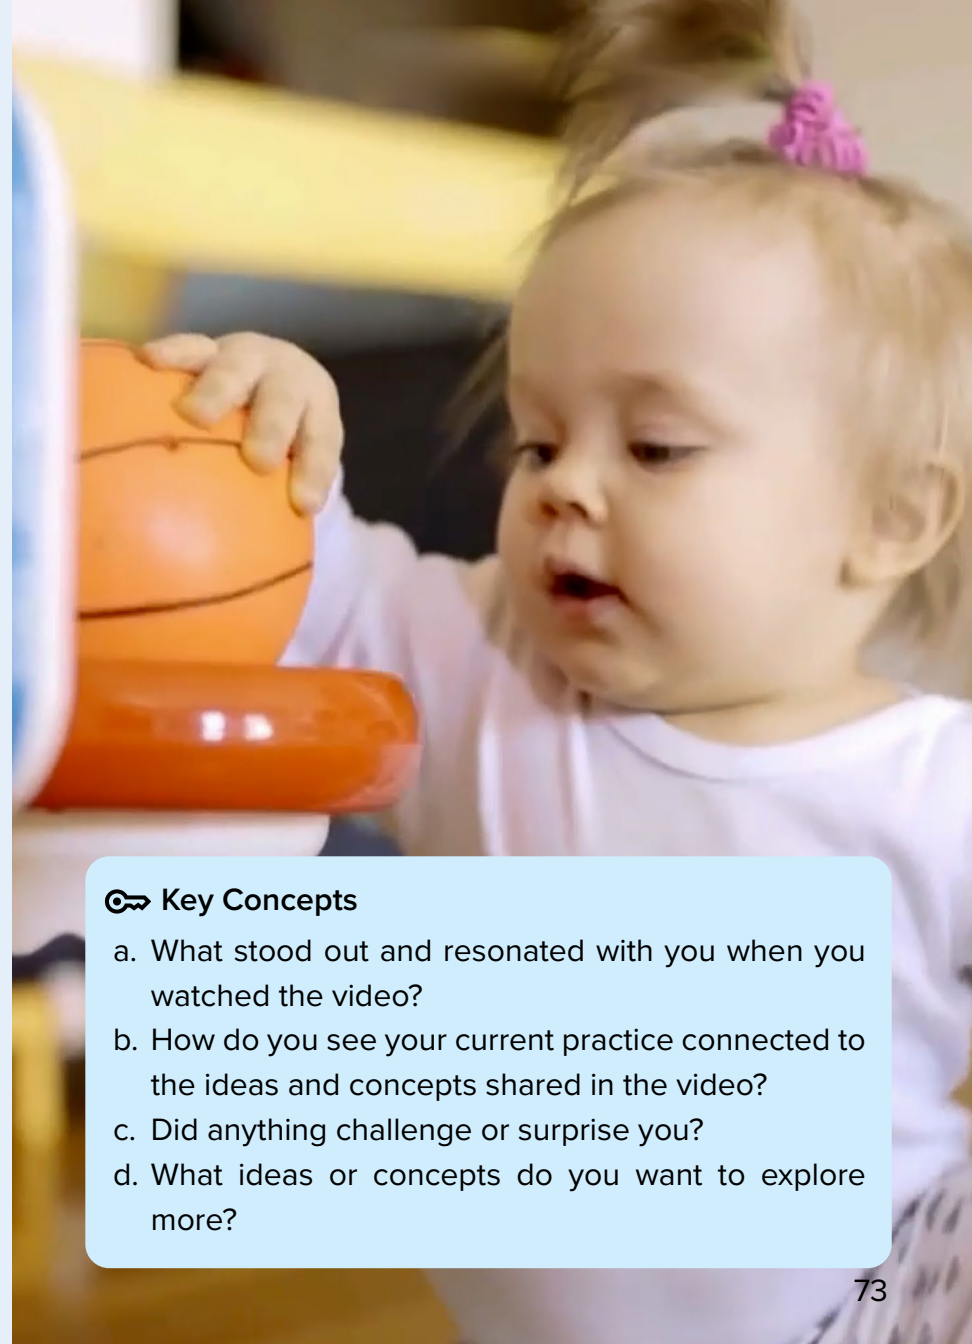 Key Concepts
a. What stood out and resonated with you when you
watched the video?
b. How do you see your current practice connected to
the ideas and concepts shared in the video?
c. Did anything challenge or surprise you?
d. What ideas or concepts do you want to explore
more?
73